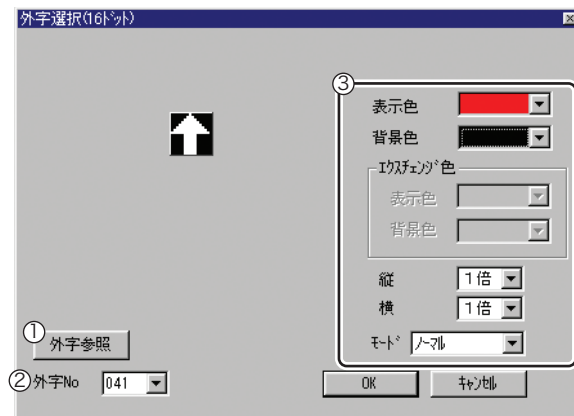 外字選択(16ﾄﾞｯﾄ)
③
表示色
背景色
ｴｸｽﾁｪﾝｼﾞ色
表示色
背景色
縦 1倍
横 1倍
ﾓｰﾄﾞ ﾉｰﾏﾙ
①
外字参照
②外字No 041
OK ｷｬﾝｾﾙ